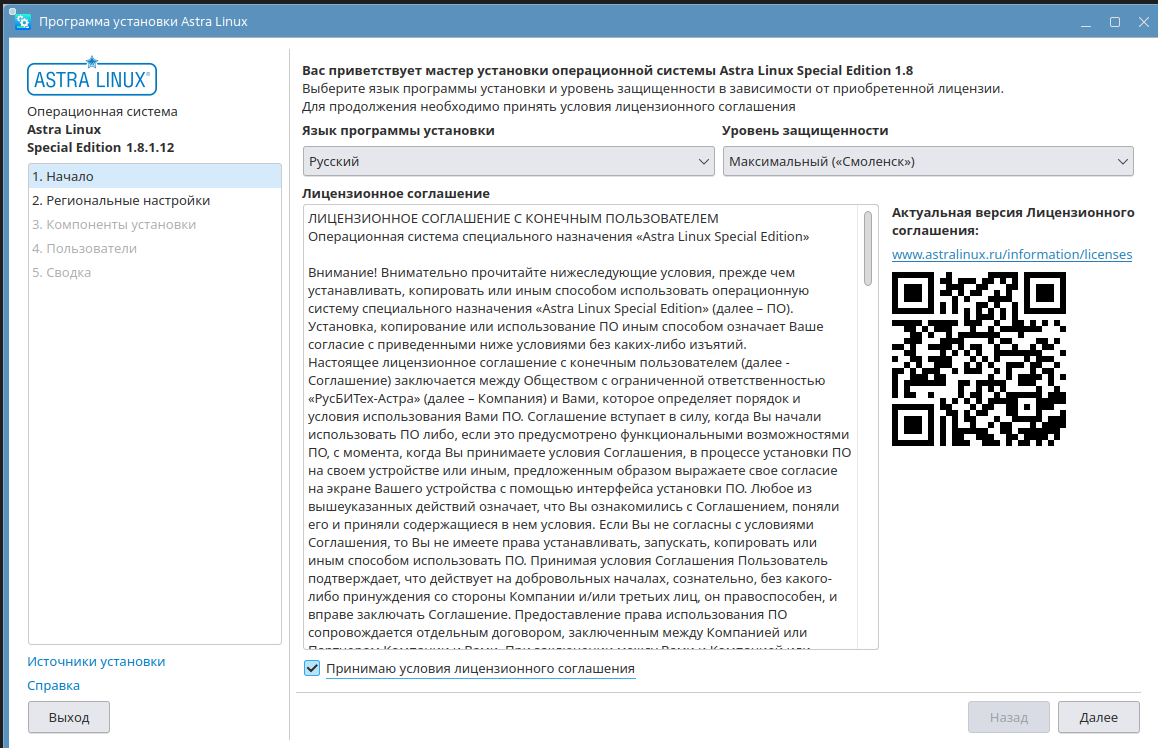 Программа установки Astra Linux
ASTRA LINUX®
Операционная система
Astra Linux
Special Edition 1.8.1.12
1. Начало
2. Региональные настройки
3. Компоненты установки
4. Пользователи
5. Сводка
Источники установки
Справка
Выход
Вас приветствует мастер установки операционной системы Astra Linux Special Edition 1.8
Выберите язык программы установки и уровень защищенности в зависимости от приобретенной лицензии.
Для продолжения необходимо принять условия лицензионного соглашения
Язык программы установки
Русский
Уровень защищенности
Максимальный («Смоленск»)
Лицензионное соглашение
ЛИЦЕНЗИОННОЕ СОГЛАШЕНИЕ С КОНЕЧНЫМ ПОЛЬЗОВАТЕЛЕМ
Операционная система специального назначения «Astra Linux Special Edition»
Внимание! Внимательно прочитайте нижеследующие условия, прежде чем
устанавливать, копировать или иным способом использовать операционную
систему специального назначения «Astra Linux Special Edition» (далее – ПО).
Установка, копирование или использование ПО иным способом означает Ваше
согласие с приведенными ниже условиями без каких-либо изъятий.
Настоящее лицензионное соглашение с конечным пользователем (далее -
Соглашение) заключается между Обществом с ограниченной ответственностью
«РусБИТех-Астра» (далее – Компания) и Вами, которое определяет порядок и
условия использования Вами ПО. Соглашение вступает в силу, когда Вы начали
использовать ПО либо, если это предусмотрено функциональными возможностями
ПО, с момента, когда Вы принимаете условия Соглашения, в процессе установки ПО
на своем устройстве или иным, предложенным образом выражаете свое согласие
на экране Вашего устройства с помощью интерфейса установки ПО. Любое из
вышеуказанных действий означает, что Вы ознакомились с Соглашением, поняли
его и приняли содержащиеся в нем условия. Если Вы не согласны с условиями
Соглашения, то Вы не имеете права устанавливать, запускать, копировать или
иным способом использовать ПО. Принимая условия Соглашения Пользователь
подтверждает, что действует на добровольных началах, сознательно, без какого-
либо принуждения со стороны Компании и/или третьих лиц, он правоспособен, и
вправе заключать Соглашение. Предоставление права использования ПО
сопровождается отдельным договором, заключенным между Компанией или
Партнером Компании и Вами. При заключении между Вами и Компанией или
Принимаю условия лицензионного соглашения
Актуальная версия Лицензионного
соглашения:
www.astralinux.ru/information/licenses
Назад
Далее